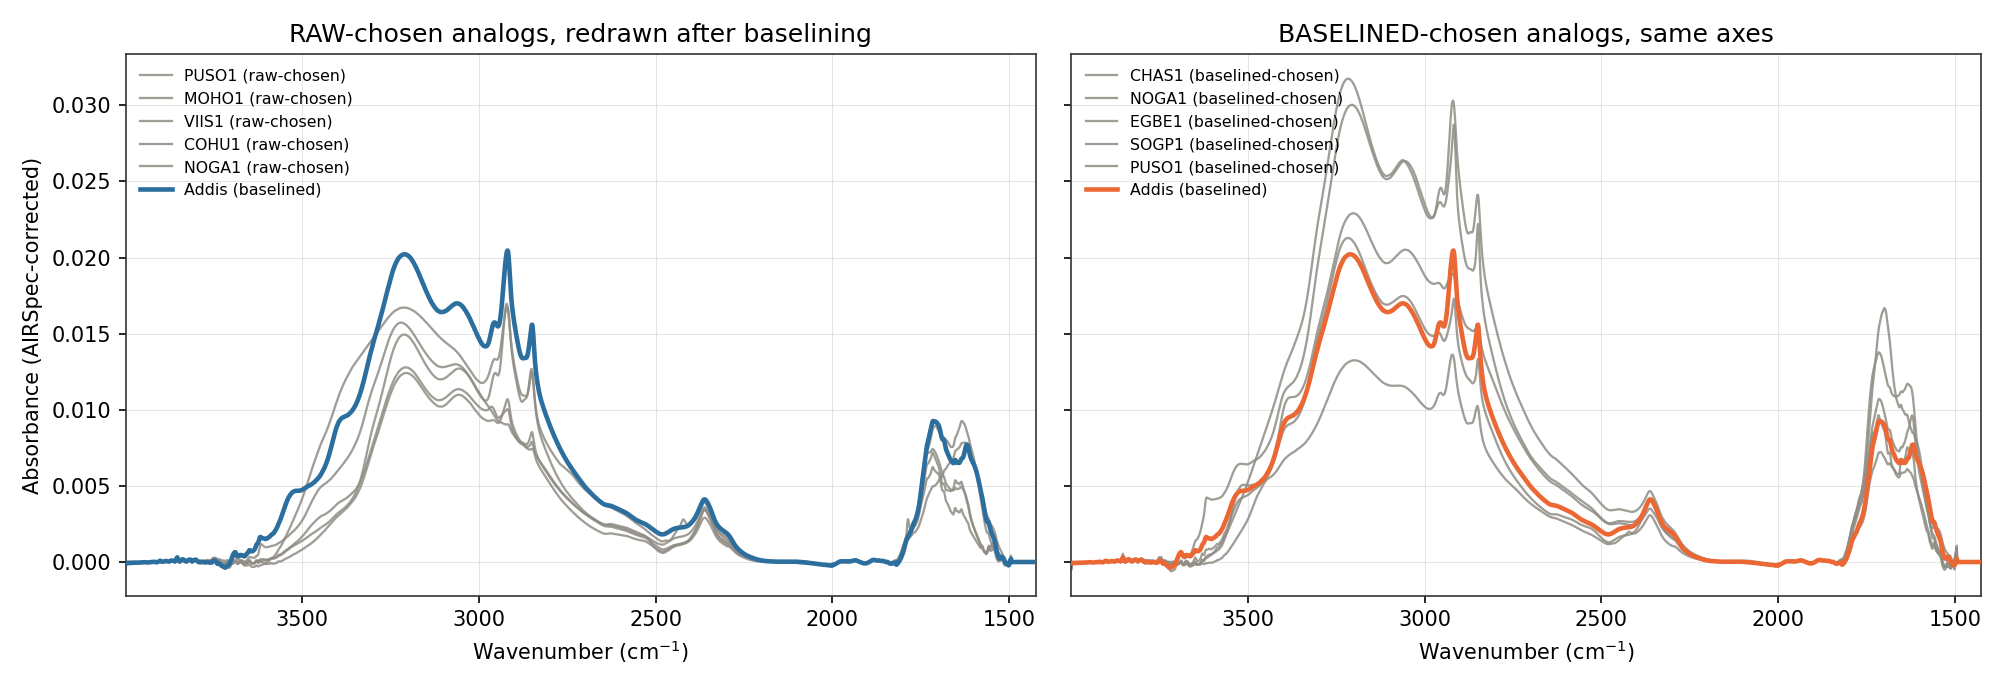 RAW-chosen analogs, redrawn after baselining
PUSO1 (raw-chosen)
MOHO1 (raw-chosen)
VIIS1 (raw-chosen)
COHU1 (raw-chosen)
NOGA1 (raw-chosen)
Addis (baselined)
Absorbance (AIRSpec-corrected)
0.030
0.025
0.020
0.015
0.010
0.005
0.000
3500
3000
2500
2000
1500
Wavenumber (cm⁻¹)
BASELINED-chosen analogs, same axes
CHAS1 (baselined-chosen)
NOGA1 (baselined-chosen)
EGBE1 (baselined-chosen)
SOGP1 (baselined-chosen)
PUSO1 (baselined-chosen)
Addis (baselined)
3500
3000
2500
2000
1500
Wavenumber (cm⁻¹)